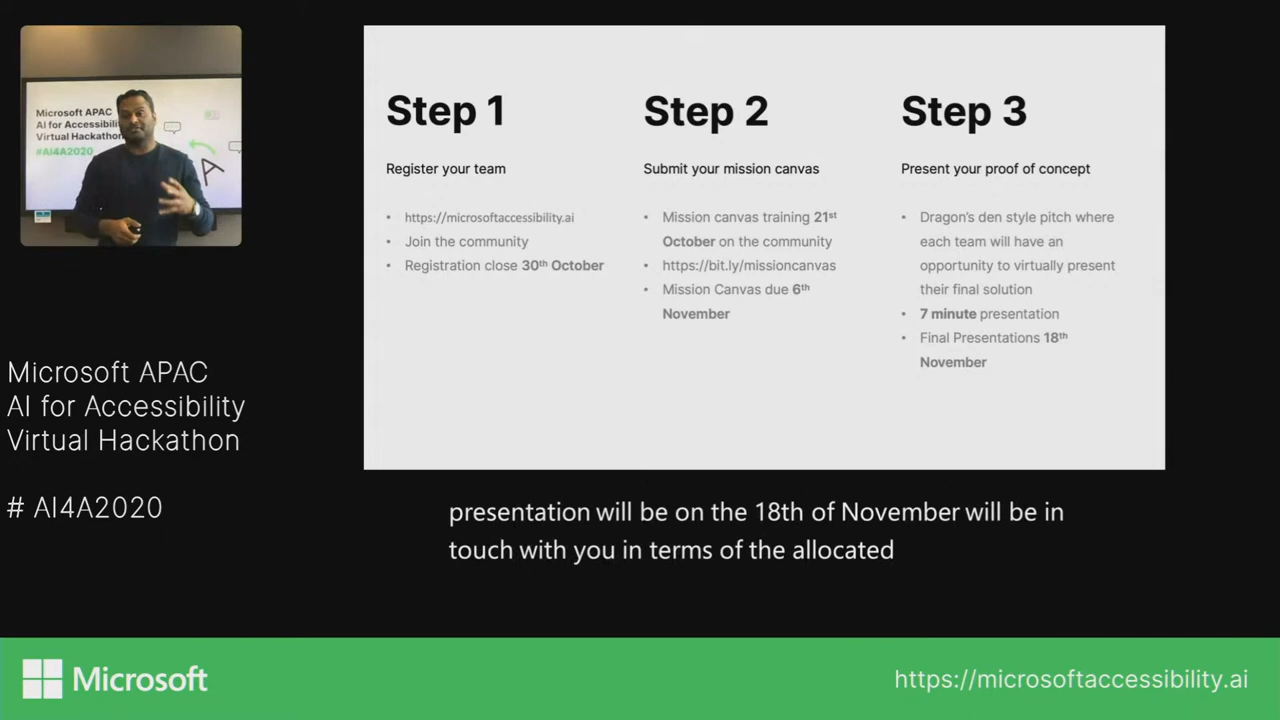 Microsoft APAC
AI for Accessibility
Virtual Hackathon
#AI4A2020
Step 1
Register your team
• https://microsoftaccessibility.ai
• Join the community
• Registration close 30th October
Step 2
Submit your mission canvas
• Mission canvas training 21st
October on the community
• https://bit.ly/missioncanvas
• Mission Canvas due 6th
November
Step 3
Present your proof of concept
• Dragon's den style pitch where
each team will have an
opportunity to virtually present
their final solution
• 7 minute presentation
• Final Presentations 18th
November
Microsoft APAC
AI for Accessibility
Virtual Hackathon
# AI4A2020
presentation will be on the 18th of November will be in
touch with you in terms of the allocated
Microsoft
https://microsoftaccessibility.ai